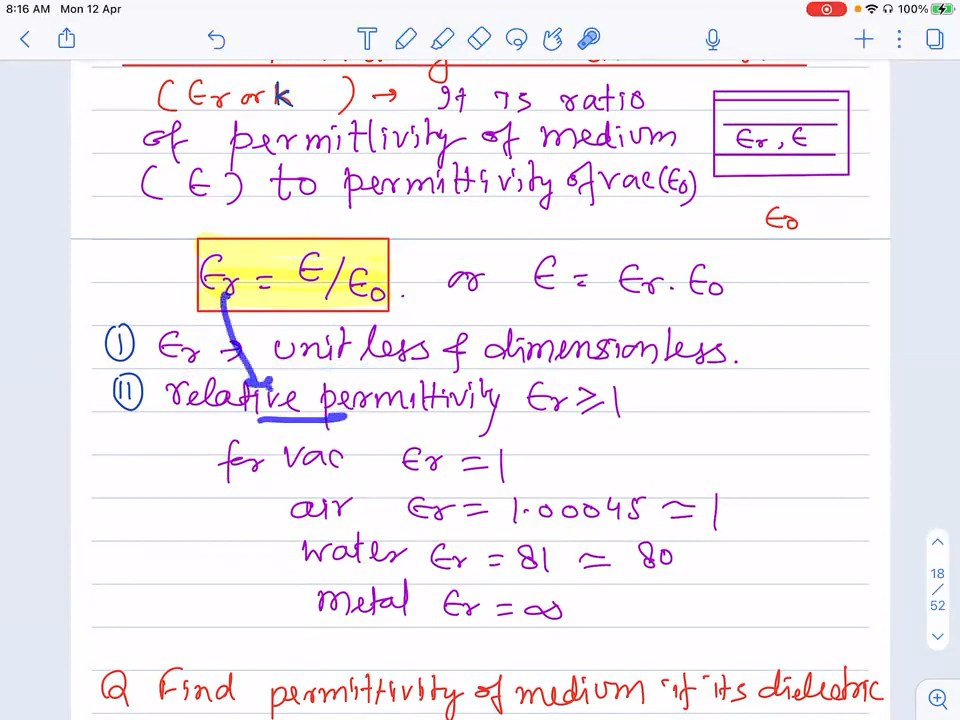 8:16 AM Mon 12 Apr
100%
(εr or k) → It is ratio
of permittivity of medium
(ε) to permittivity of vac(ε0)
εr, ε
ε0
εr = ε/ε0. or ε = εr.ε0
(I) εr → unitless & dimensionless.
(II) relative permittivity εr ≥ 1
for vac εr = 1
air εr = 1.00045 ≃ 1
water εr = 81 ≃ 80
metal εr = ∞
18
/
52
Q Find permittivity of medium if its dielectric